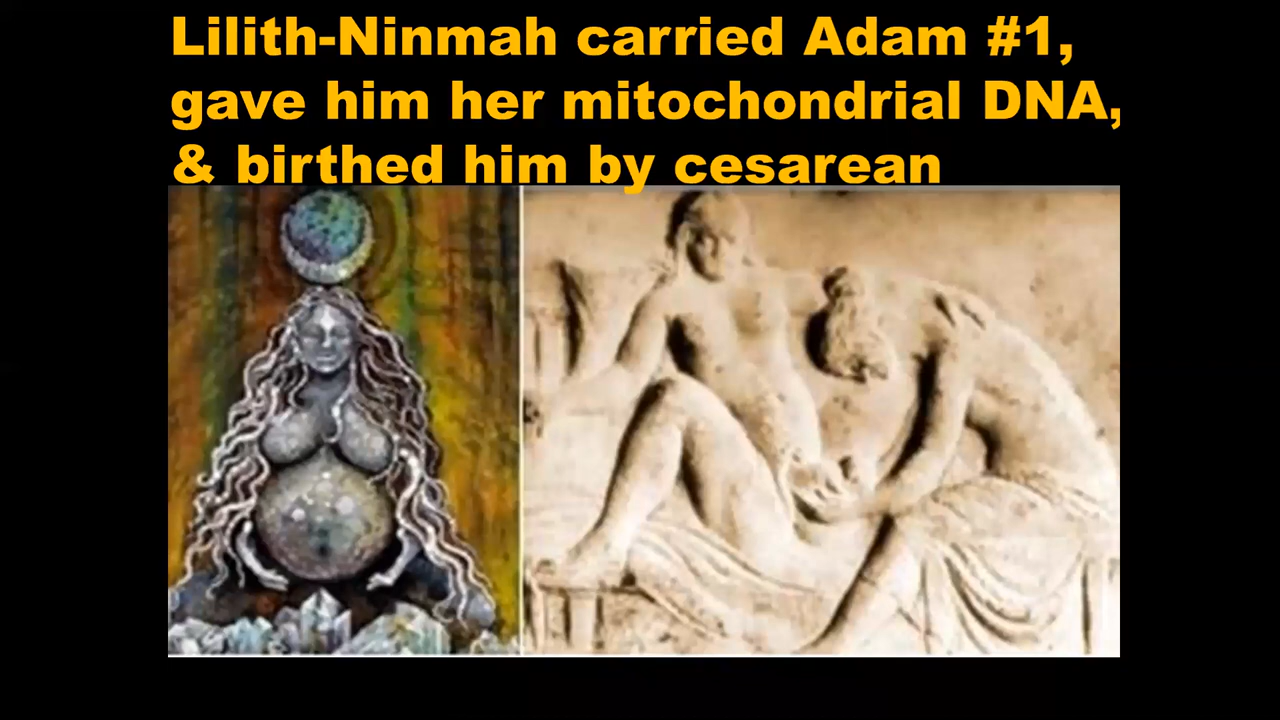 Lilith-Ninmah carried Adam #1,
gave him her mitochondrial DNA,
& birthed him by cesarean